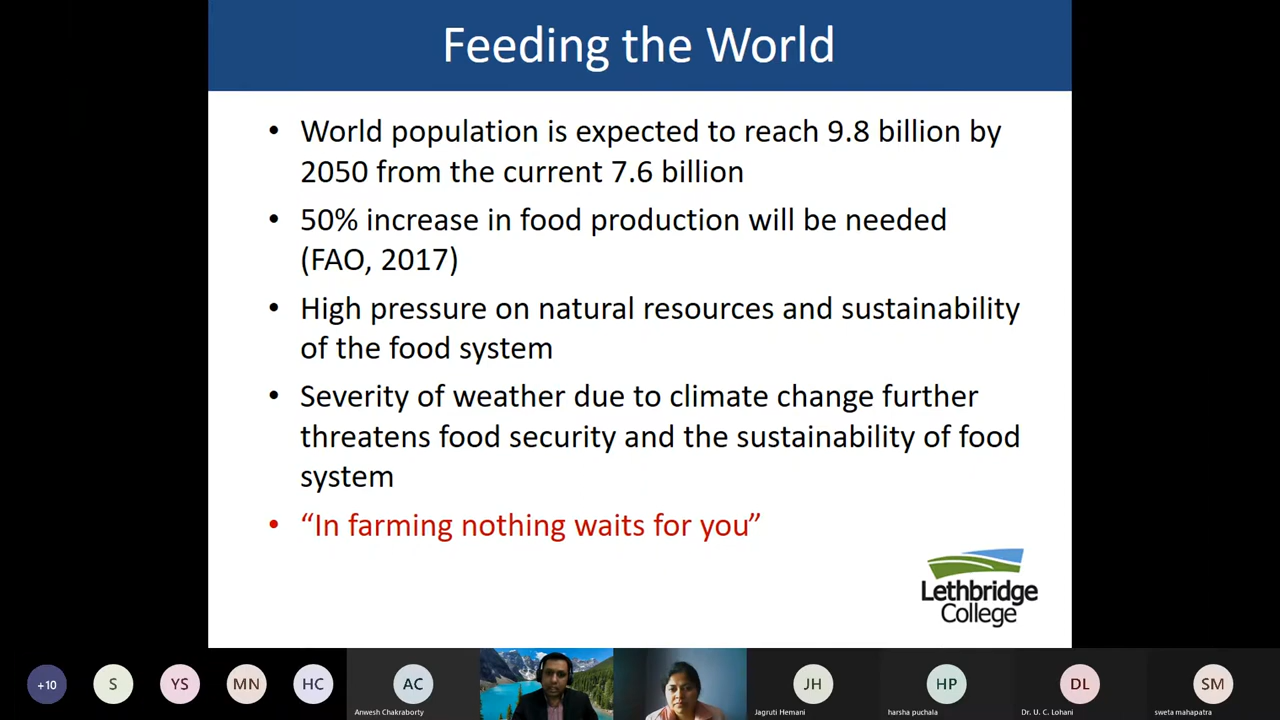 Feeding the World
• World population is expected to reach 9.8 billion by
2050 from the current 7.6 billion
• 50% increase in food production will be needed
(FAO, 2017)
• High pressure on natural resources and sustainability
of the food system
• Severity of weather due to climate change further
threatens food security and the sustainability of food
system
• “In farming nothing waits for you”
Lethbridge
College
+10
S
YS
MN
HC
AC
JH
HP
DL
SM
Anwesh Chakraborty
Jagruti Hemani
harsha puchala
Dr. U. C. Lohani
sweta mahapatra